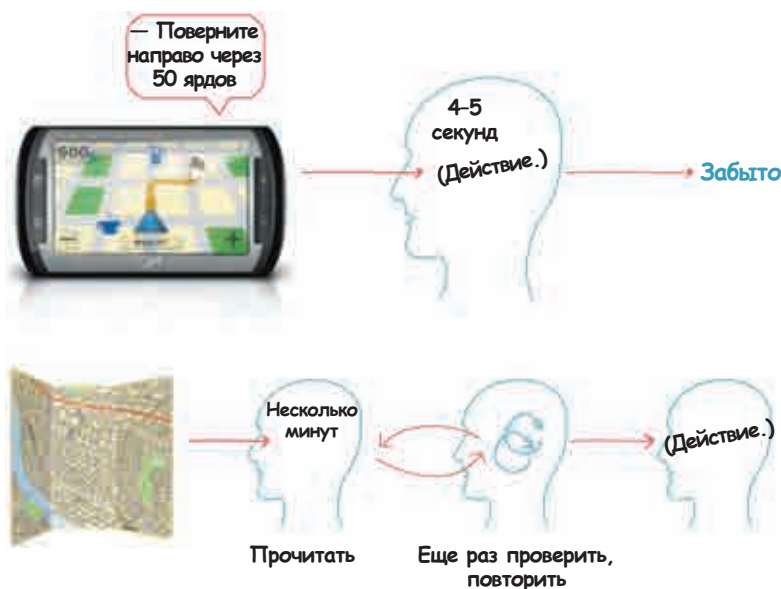 — Поверните
направо через
50 ярдов
4–5
секунд
(Действие.)
Забыто
Несколько
минут
(Действие.)
Прочитать
Еще раз проверить,
повторить